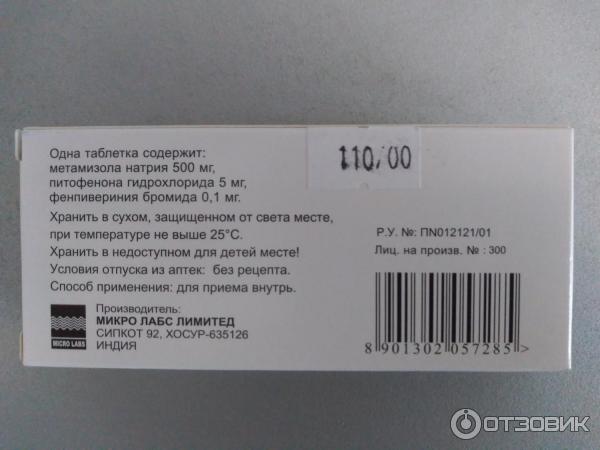 110,00
Одна таблетка содержит:
метамизола натрия 500 мг,
питофенона гидрохлорида 5 мг,
фенпивериния бромида 0,1 мг.
Хранить в сухом, защищенном от света месте,
при температуре не выше 25°С.
Хранить в недоступном для детей месте!
Условия отпуска из аптек: без рецепта.
Способ применения: для приема внутрь.
Р.У. №: ПN012121/01
Лиц. на произв. № : 300
MICRO LABS
Производитель:
МИКРО ЛАБС ЛИМИТЕД
СИПКОТ 92, ХОСУР-635126
ИНДИЯ
8 901302 057285 >
ОТЗОВИК